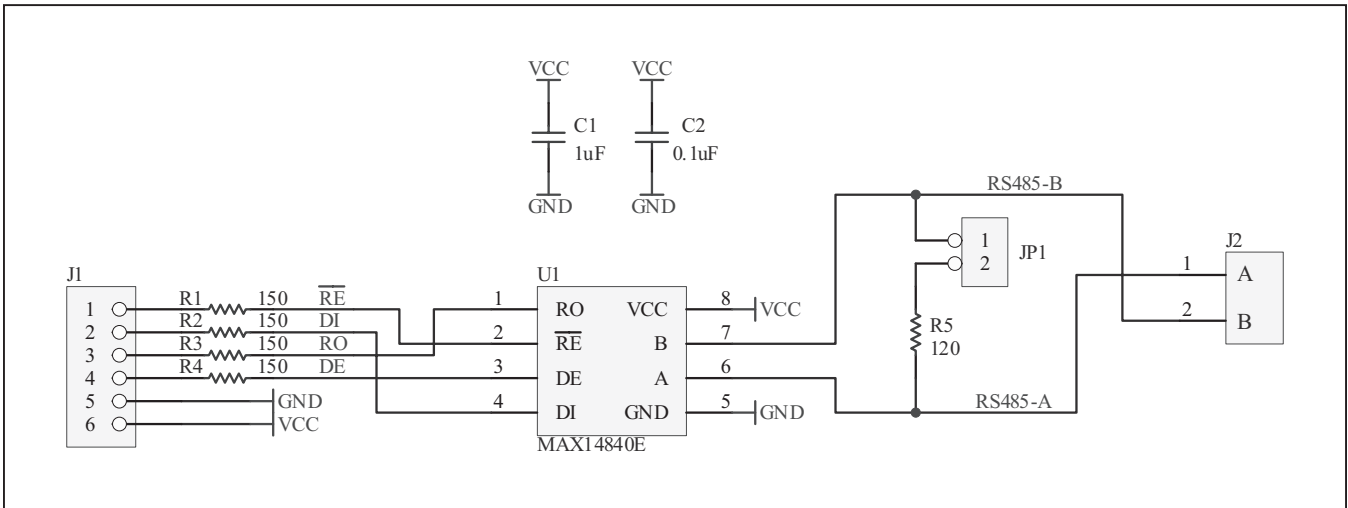 VCC VCC
C1 C2
1uF 0.1uF
GND GND
RS485-B
1
2
JP1
J2
1 A
2 B
J1
U1
1 R1 150 R̅E̅
2 R2 150 DI
3 R3 150 RO
4 R4 150 DE
5 GND
6 VCC
1 RO VCC 8 VCC
2 R̅E̅ B 7
3 DE A 6
4 DI GND 5 GND
MAX14840E
R5
120
RS485-A